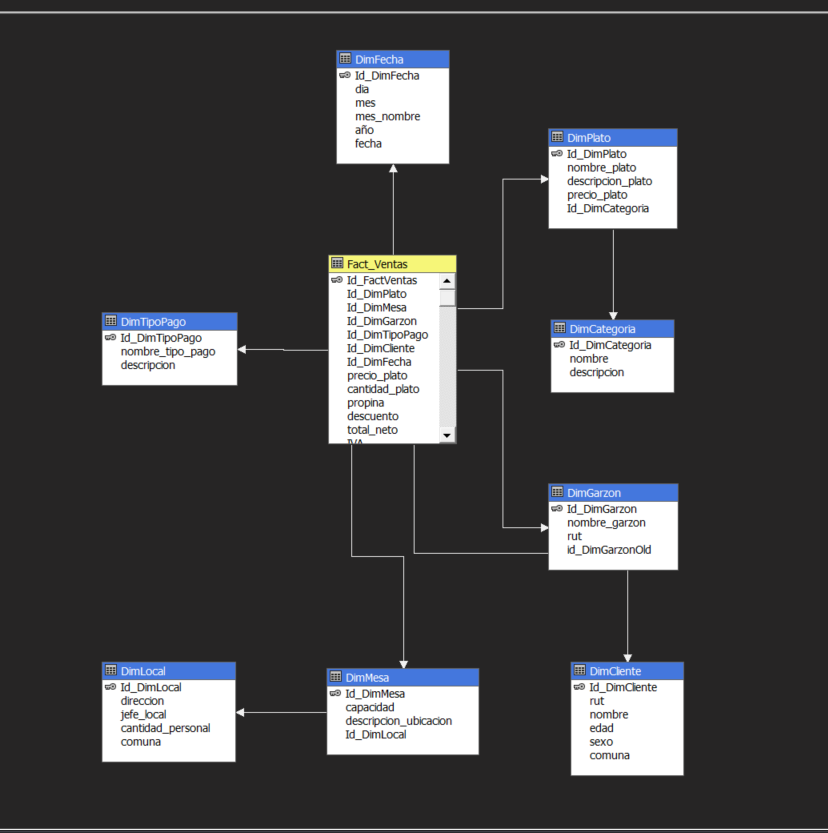 DimFecha
Id_DimFecha
dia
mes
mes_nombre
año
fecha
DimPlato
Id_DimPlato
nombre_plato
descripcion_plato
precio_plato
Id_DimCategoria
Fact_Ventas
Id_FactVentas
Id_DimPlato
Id_DimMesa
Id_DimGarzon
Id_DimTipoPago
Id_DimCliente
Id_DimFecha
precio_plato
cantidad_plato
propina
descuento
total_neto
IVA
DimTipoPago
Id_DimTipoPago
nombre_tipo_pago
descripcion
DimCategoria
Id_DimCategoria
nombre
descripcion
DimGarzon
Id_DimGarzon
nombre_garzon
rut
id_DimGarzonOld
DimLocal
Id_DimLocal
direccion
jefe_local
cantidad_personal
comuna
DimMesa
Id_DimMesa
capacidad
descripcion_ubicacion
Id_DimLocal
DimCliente
Id_DimCliente
rut
nombre
edad
sexo
comuna